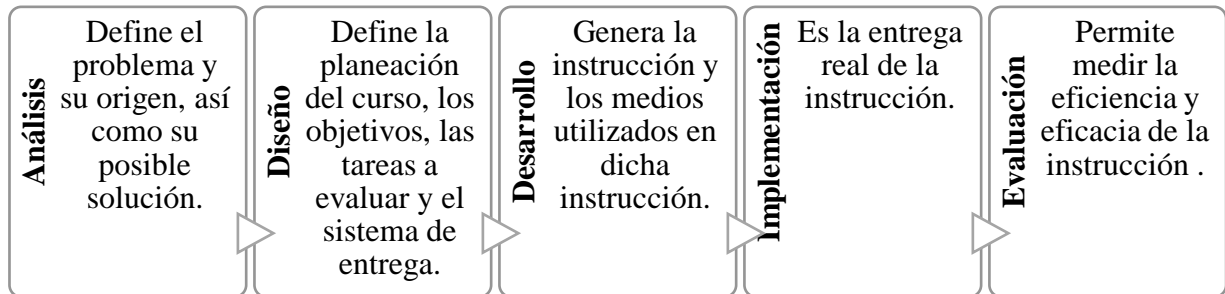 Análisis
Define el
problema y
su origen, así
como su
posible
solución.
Diseño
Define la
planeación
del curso, los
objetivos, las
tareas a
evaluar y el
sistema de
entrega.
Desarrollo
Genera la
instrucción y
los medios
utilizados en
dicha
instrucción.
Implementación
Es la entrega
real de la
instrucción.
Evaluación
Permite
medir la
eficiencia y
eficacia de la
instrucción .